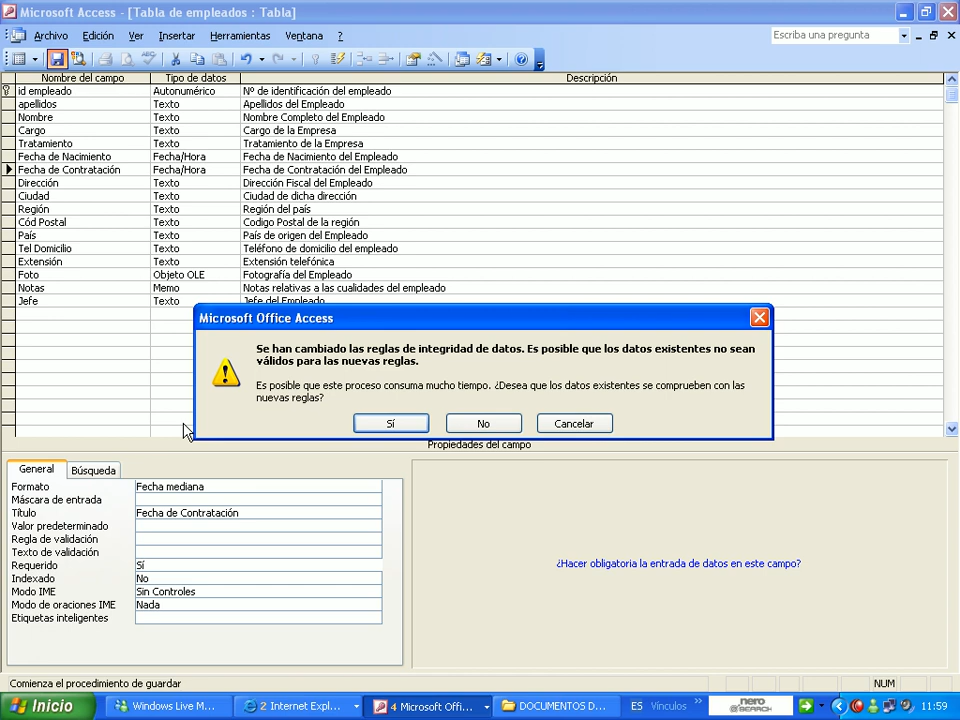 Microsoft Access - [Tabla de empleados : Tabla]
Archivo Edición Ver Insertar Herramientas Ventana ?
Escriba una pregunta
Nombre del campo Tipo de datos Descripción
id empleado Autonumérico Nº de identificación del empleado
apellidos Texto Apellidos del Empleado
Nombre Texto Nombre Completo del Empleado
Cargo Texto Cargo de la Empresa
Tratamiento Texto Tratamiento de la Empresa
Fecha de Nacimiento Fecha/Hora Fecha de Nacimiento del Empleado
Fecha de Contratación Fecha/Hora Fecha de Contratación del Empleado
Dirección Texto Dirección Fiscal del Empleado
Ciudad Texto Ciudad de dicha dirección
Región Texto Región del país
Cód Postal Texto Codigo Postal de la región
País Texto País de origen del Empleado
Tel Domicilio Texto Teléfono de domicilio del empleado
Extensión Texto Extensión telefónica
Foto Objeto OLE Fotografía del Empleado
Notas Memo Notas relativas a las cualidades del empleado
Jefe Texto Jefe del Empleado
Microsoft Office Access
Se han cambiado las reglas de integridad de datos. Es posible que los datos existentes no sean
válidos para las nuevas reglas.
Es posible que este proceso consuma mucho tiempo. ¿Desea que los datos existentes se comprueben con las
nuevas reglas?
Sí No Cancelar
Propiedades del campo
General Búsqueda
Formato Fecha mediana
Máscara de entrada
Título Fecha de Contratación
Valor predeterminado
Regla de validación
Texto de validación
Requerido Sí
Indexado No
Modo IME Sin Controles
Modo de oraciones IME Nada
Etiquetas inteligentes
¿Hacer obligatoria la entrada de datos en este campo?
Comienza el procedimiento de guardar
NUM
Inicio Windows Live M... 2 Internet Expl... 4 Microsoft Offi... DOCUMENTOS D... ES Vínculos » nero SEARCH 11:59